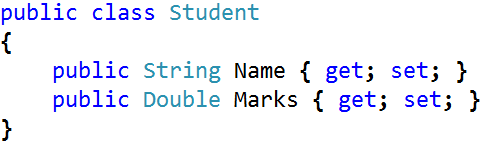 public class Student
{
    public String Name { get; set; }
    public Double Marks { get; set; }
}